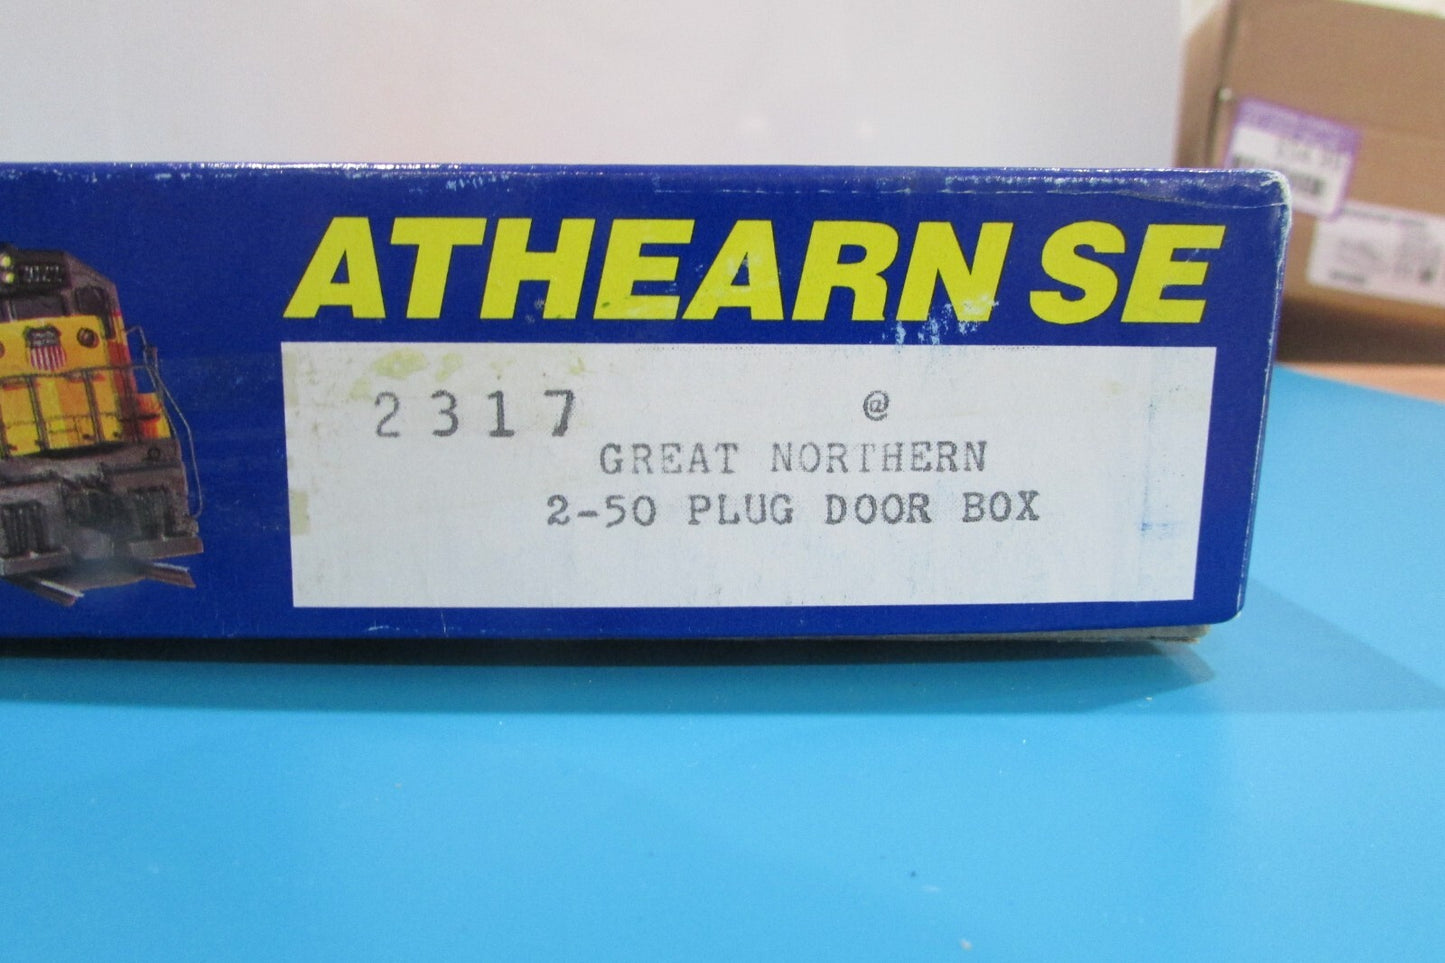 ATHEARN SE
2317 @
GREAT NORTHERN
2-50 PLUG DOOR BOX